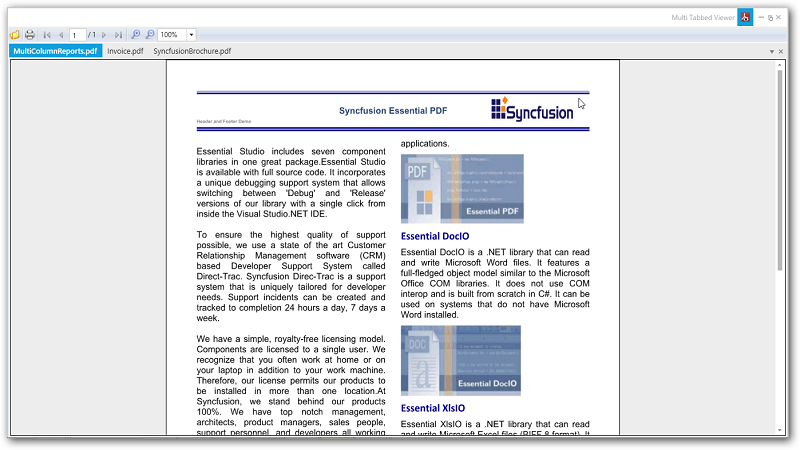 Multi Tabbed Viewer
1 / 1 100%
MultiColumnReports.pdf Invoice.pdf SyncfusionBrochure.pdf
Syncfusion Essential PDF
Syncfusion
Header and Footer Demo
Essential Studio includes seven component
libraries in one great package.Essential Studio
is available with full source code. It incorporates
a unique debugging support system that allows
switching between 'Debug' and 'Release'
versions of our library with a single click from
inside the Visual Studio.NET IDE.
To ensure the highest quality of support
possible, we use a state of the art Customer
Relationship Management software (CRM)
based Developer Support System called
Direct-Trac. Syncfusion Direc-Trac is a support
system that is uniquely tailored for developer
needs. Support incidents can be created and
tracked to completion 24 hours a day, 7 days a
week.
We have a simple, royalty-free licensing model.
Components are licensed to a single user. We
recognize that you often work at home or on
your laptop in addition to your work machine.
Therefore, our license permits our products to
be installed in more than one location.At
Syncfusion, we stand behind our products
100%. We have top notch management,
architects, product managers, sales people,
support personnel, and developers all working
applications.
PDF
Essential PDF
Essential DocIO
Essential DocIO is a .NET library that can read
and write Microsoft Word files. It features a
full-fledged object model similar to the Microsoft
Office COM libraries. It does not use COM
interop and is built from scratch in C#. It can be
used on systems that do not have Microsoft
Word installed.
DOC
Essential DocIO
Essential XlsIO
Essential XlsIO is a .NET library that can read
and write Microsoft Excel files (BIFF 8 format). It